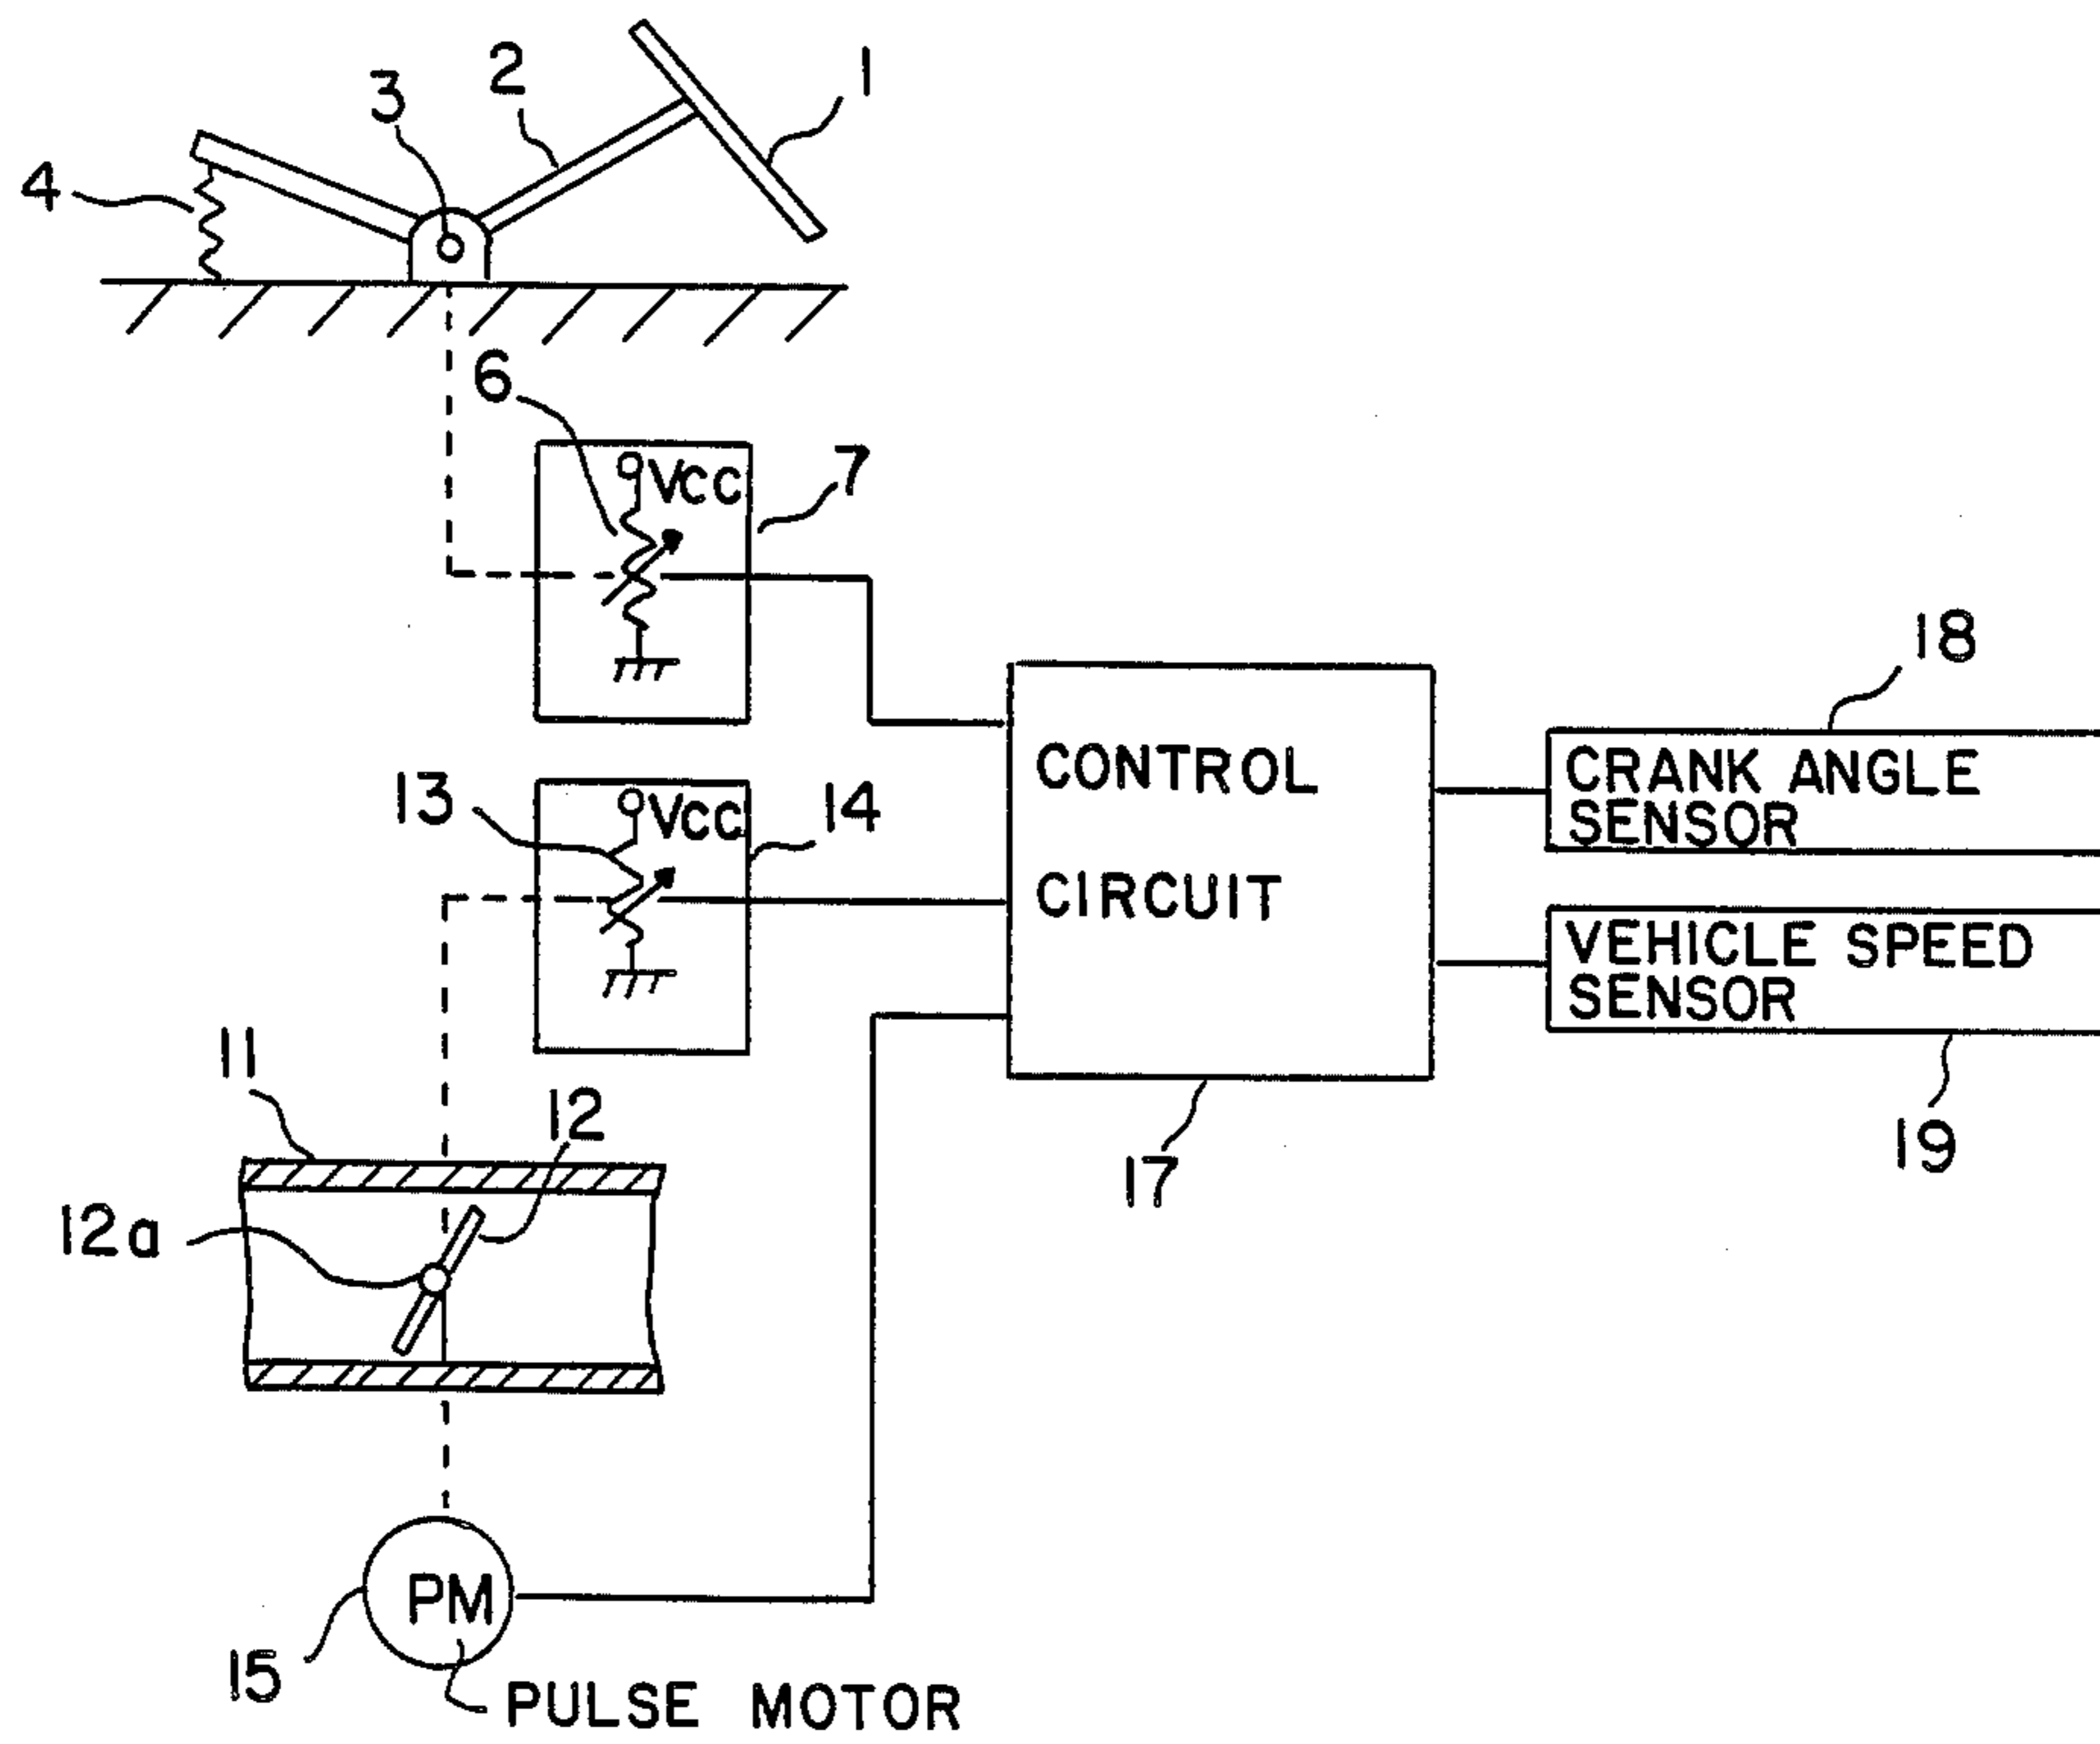 1
2
3
4
6
VCC
7
18
CONTROL
CIRCUIT
CRANK ANGLE
SENSOR
13
VCC
14
VEHICLE SPEED
SENSOR
11
12
17
19
12a
PM
15
PULSE MOTOR